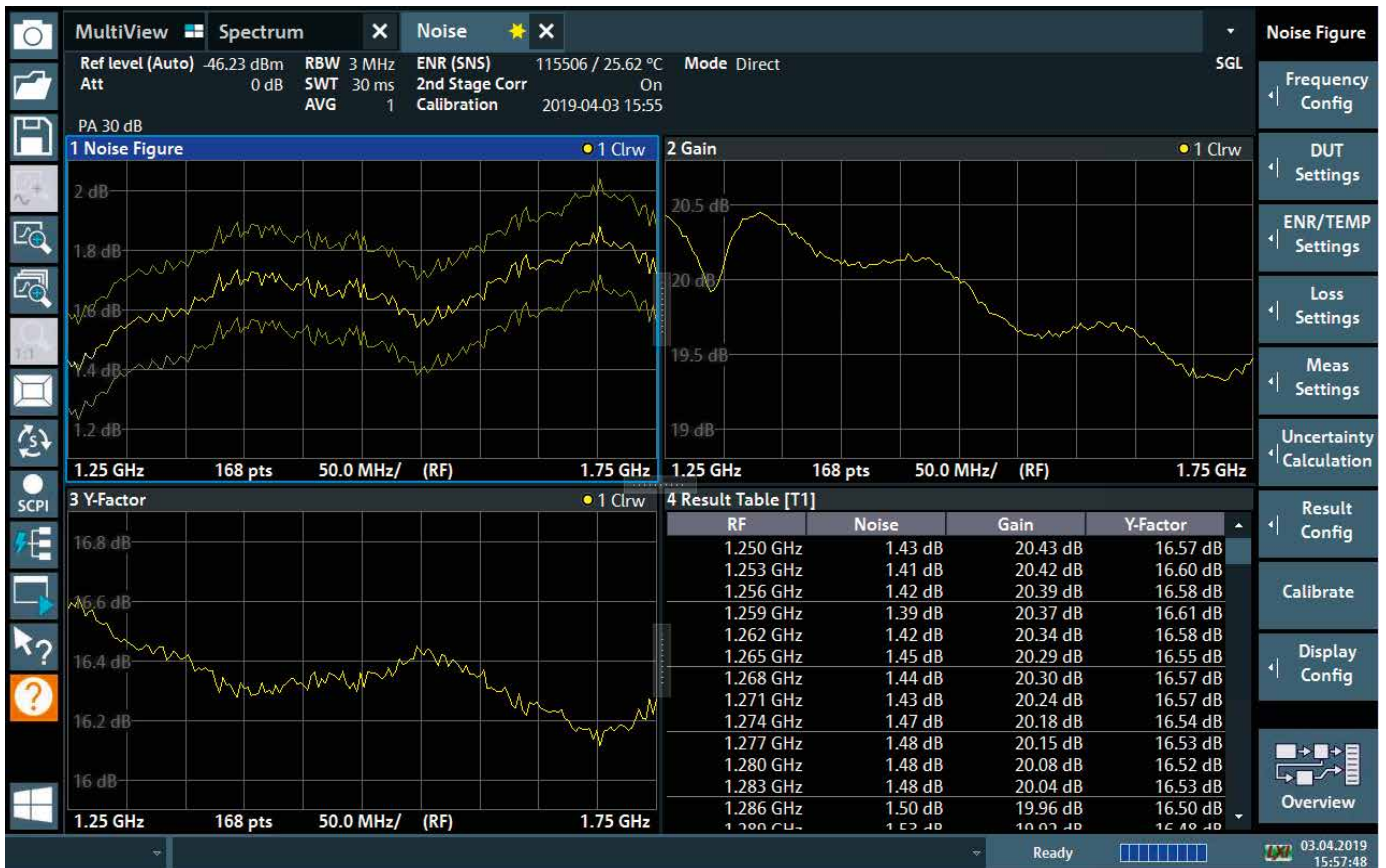 MultiView Spectrum X Noise X
Noise Figure
Ref level (Auto) -46.23 dBm RBW 3 MHz ENR (SNS) 115506 / 25.62 °C Mode Direct SGL
Att 0 dB SWT 30 ms 2nd Stage Corr On
AVG 1 Calibration 2019-04-03 15:55
PA 30 dB
1 Noise Figure 1 Clrw
2 dB
1.8 dB
1.6 dB
1.4 dB
1.2 dB
1.25 GHz 168 pts 50.0 MHz/ (RF) 1.75 GHz
2 Gain 1 Clrw
20.5 dB
20 dB
19.5 dB
19 dB
1.25 GHz 168 pts 50.0 MHz/ (RF) 1.75 GHz
3 Y-Factor 1 Clrw
16.8 dB
16.6 dB
16.4 dB
16.2 dB
16 dB
1.25 GHz 168 pts 50.0 MHz/ (RF) 1.75 GHz
4 Result Table [T1]
RF Noise Gain Y-Factor
1.250 GHz 1.43 dB 20.43 dB 16.57 dB
1.253 GHz 1.41 dB 20.42 dB 16.60 dB
1.256 GHz 1.42 dB 20.39 dB 16.58 dB
1.259 GHz 1.39 dB 20.37 dB 16.61 dB
1.262 GHz 1.42 dB 20.34 dB 16.58 dB
1.265 GHz 1.45 dB 20.29 dB 16.55 dB
1.268 GHz 1.44 dB 20.30 dB 16.57 dB
1.271 GHz 1.43 dB 20.24 dB 16.57 dB
1.274 GHz 1.47 dB 20.18 dB 16.54 dB
1.277 GHz 1.48 dB 20.15 dB 16.53 dB
1.280 GHz 1.48 dB 20.08 dB 16.52 dB
1.283 GHz 1.48 dB 20.04 dB 16.53 dB
1.286 GHz 1.50 dB 19.96 dB 16.50 dB
1.289 GHz 1.53 dB 19.92 dB 16.48 dB
Frequency
Config
DUT
Settings
ENR/TEMP
Settings
Loss
Settings
Meas
Settings
Uncertainty
Calculation
Result
Config
Calibrate
Display
Config
Overview
1:1
S
SCPI
?
?
Ready
LXI
03.04.2019
15:57:48